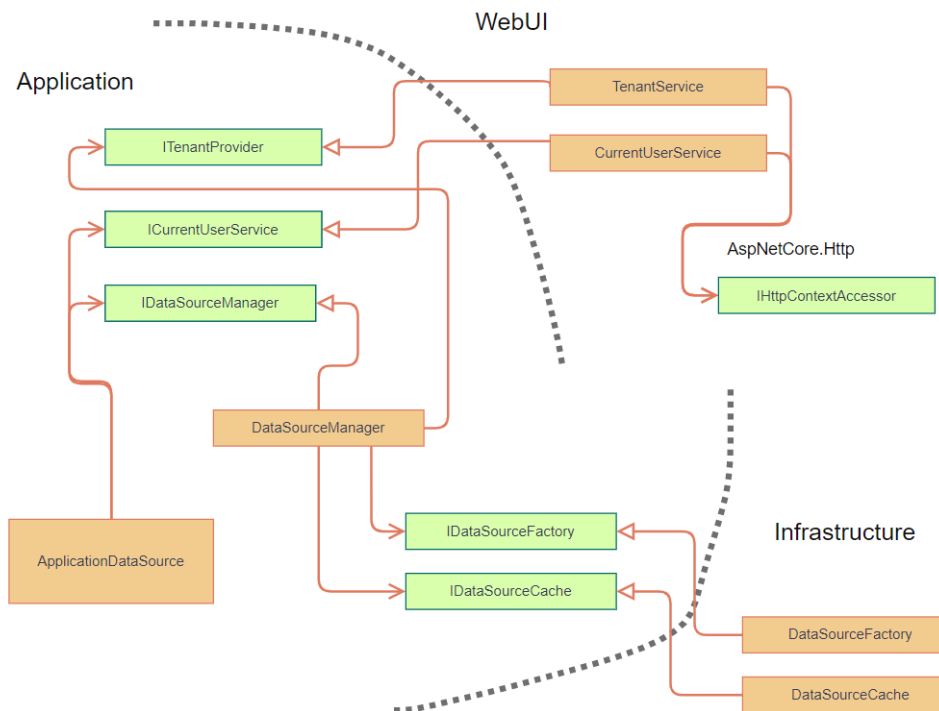 WebUI
Application
TenantService
ITenantProvider
CurrentUserService
ICurrentUserService
AspNetCore.Http
IDataSourceManager
IHttpContextAccessor
DataSourceManager
IDataSourceFactory
Infrastructure
ApplicationDataSource
IDataSourceCache
DataSourceFactory
DataSourceCache